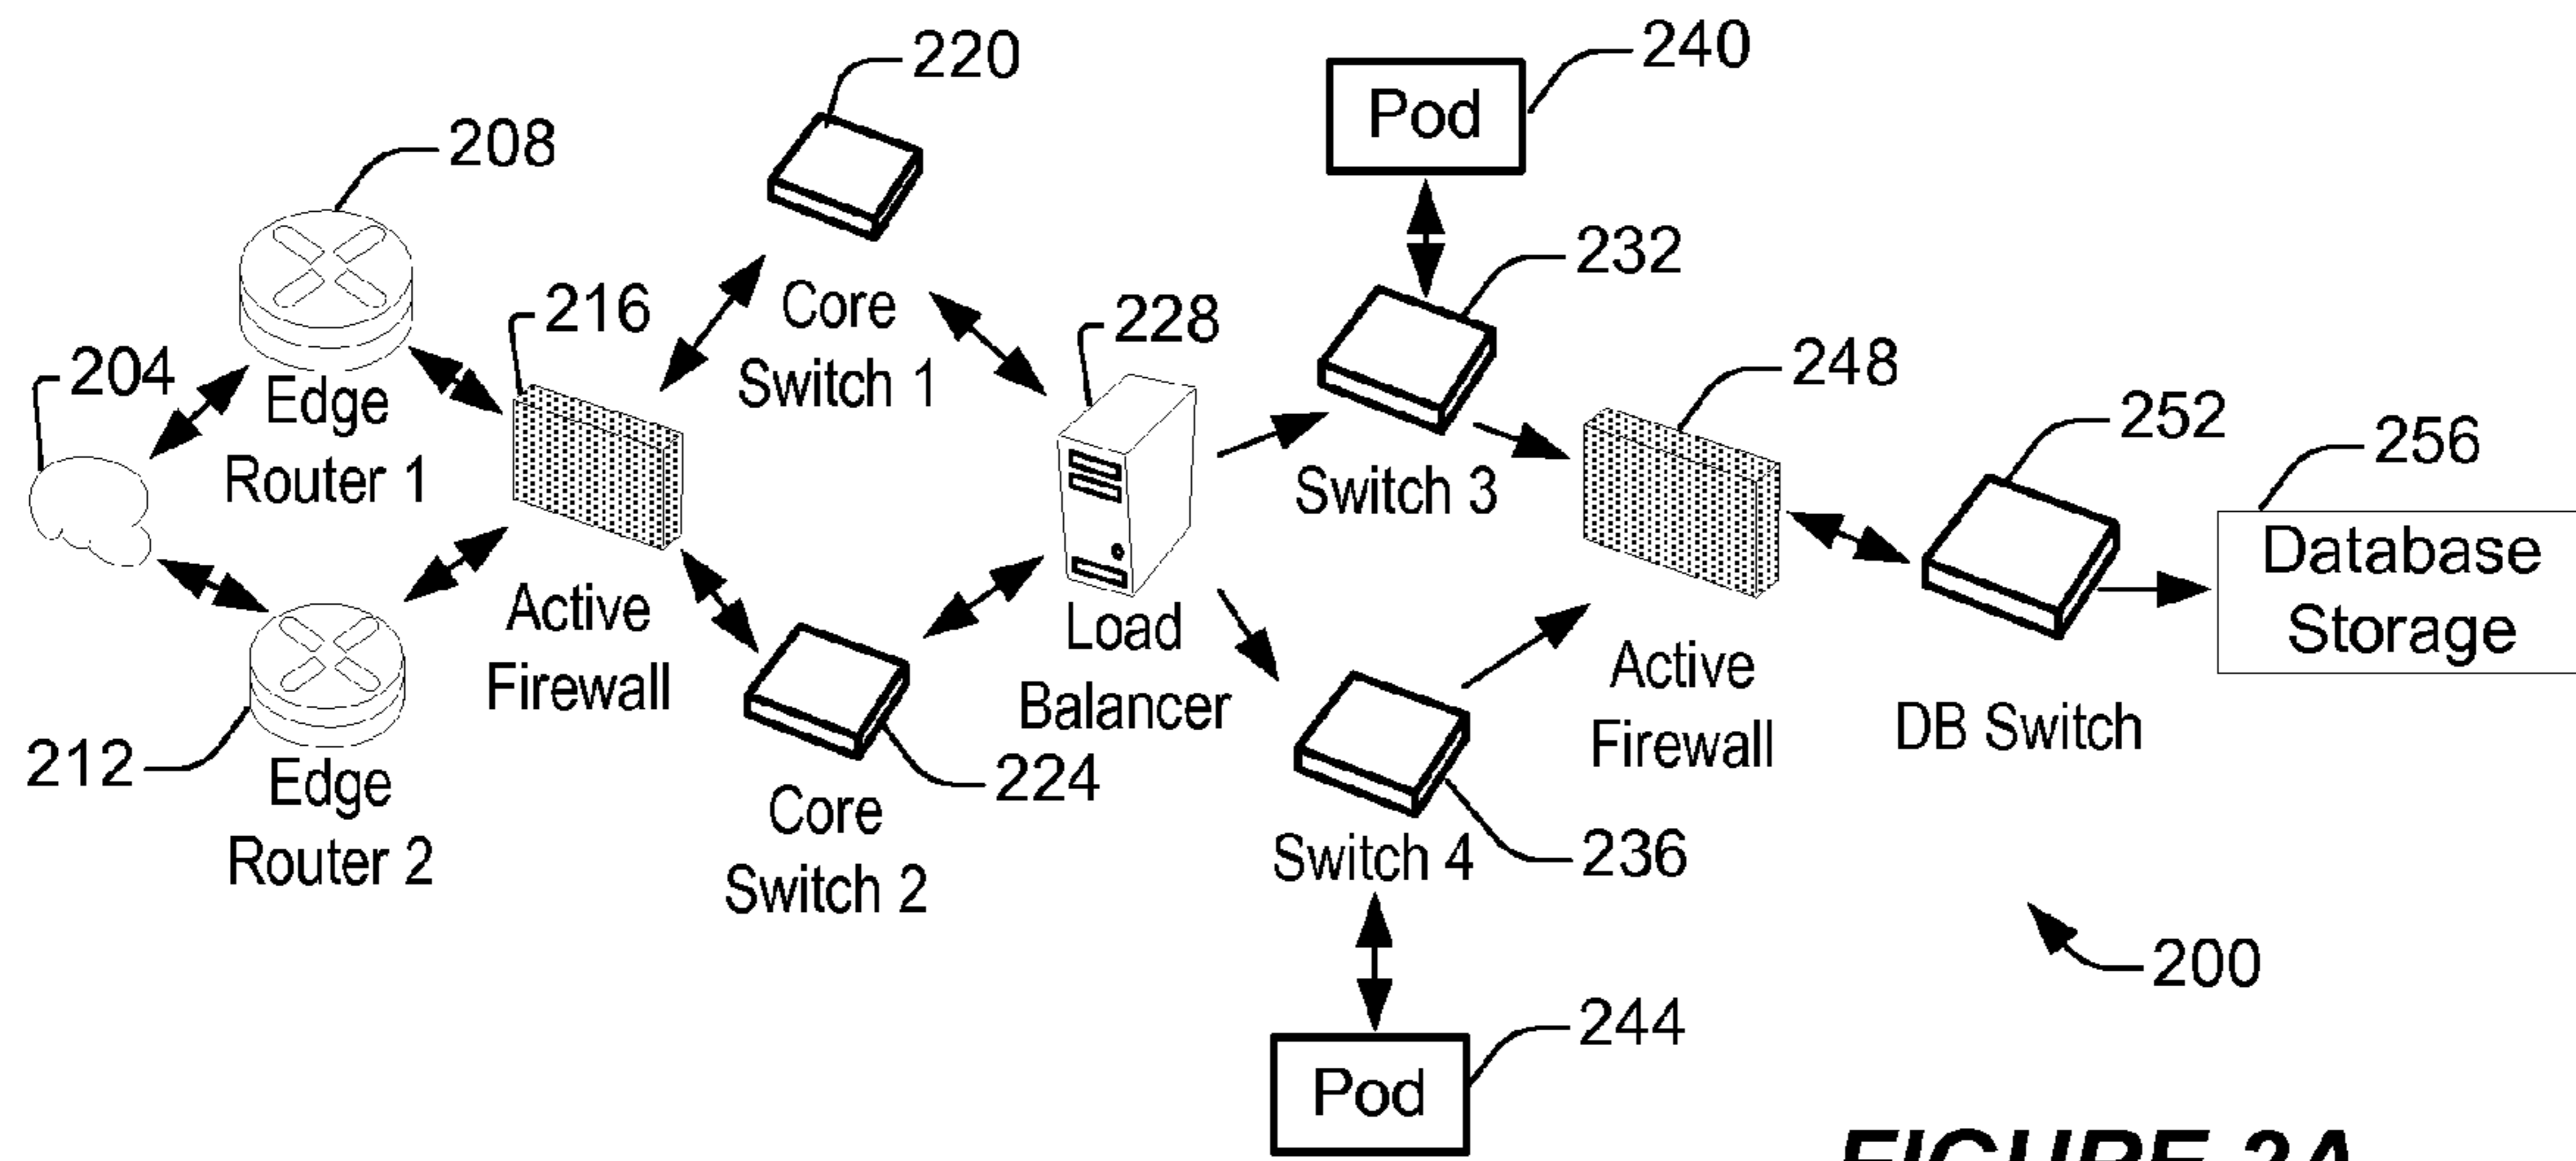 220
240
Pod
208
232
216
Core
Switch 1
228
248
204
Edge
Router 1
252
256
Switch 3
Database
Storage
Active
Firewall
Load
Balancer
Active
Firewall
DB Switch
212
Edge
Router 2
224
Core
Switch 2
Switch 4
236
200
244
Pod
FIGURE 2A